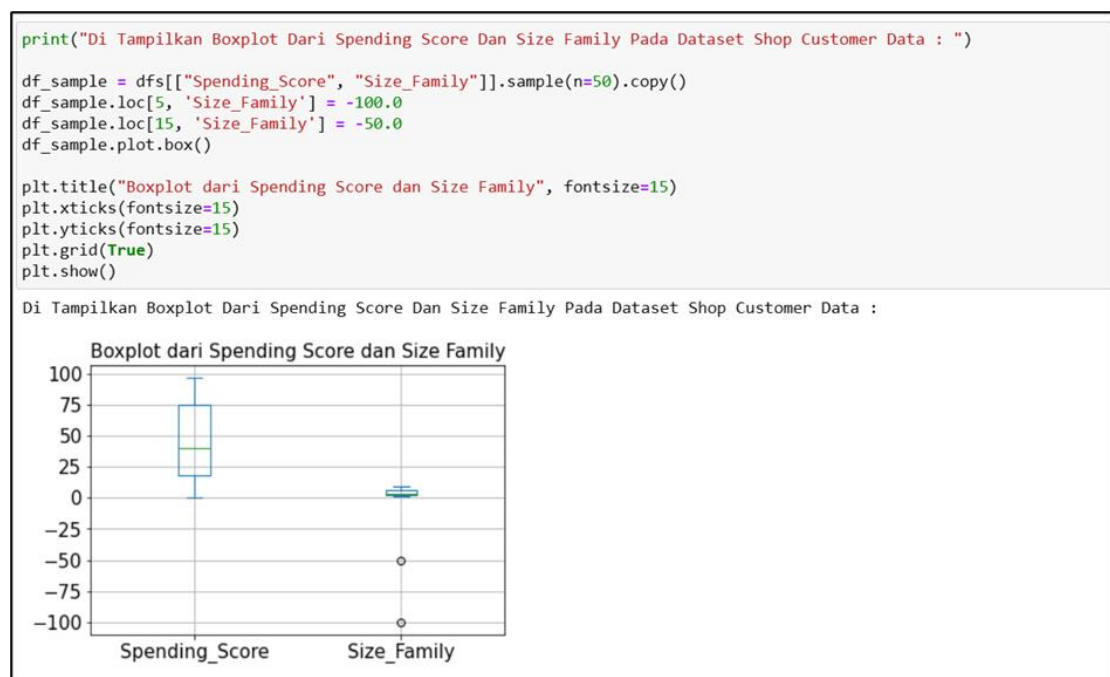 print("Di Tampilkan Boxplot Dari Spending Score Dan Size Family Pada Dataset Shop Customer Data : ")
df_sample = dfs[["Spending_Score", "Size_Family"]].sample(n=50).copy()
df_sample.loc[5, 'Size_Family'] = -100.0
df_sample.loc[15, 'Size_Family'] = -50.0
df_sample.plot.box()
plt.title("Boxplot dari Spending Score dan Size Family", fontsize=15)
plt.xticks(fontsize=15)
plt.yticks(fontsize=15)
plt.grid(True)
plt.show()
Di Tampilkan Boxplot Dari Spending Score Dan Size Family Pada Dataset Shop Customer Data :
Boxplot dari Spending Score dan Size Family
100
75
50
25
0
−25
−50
−75
−100
Spending_Score Size_Family